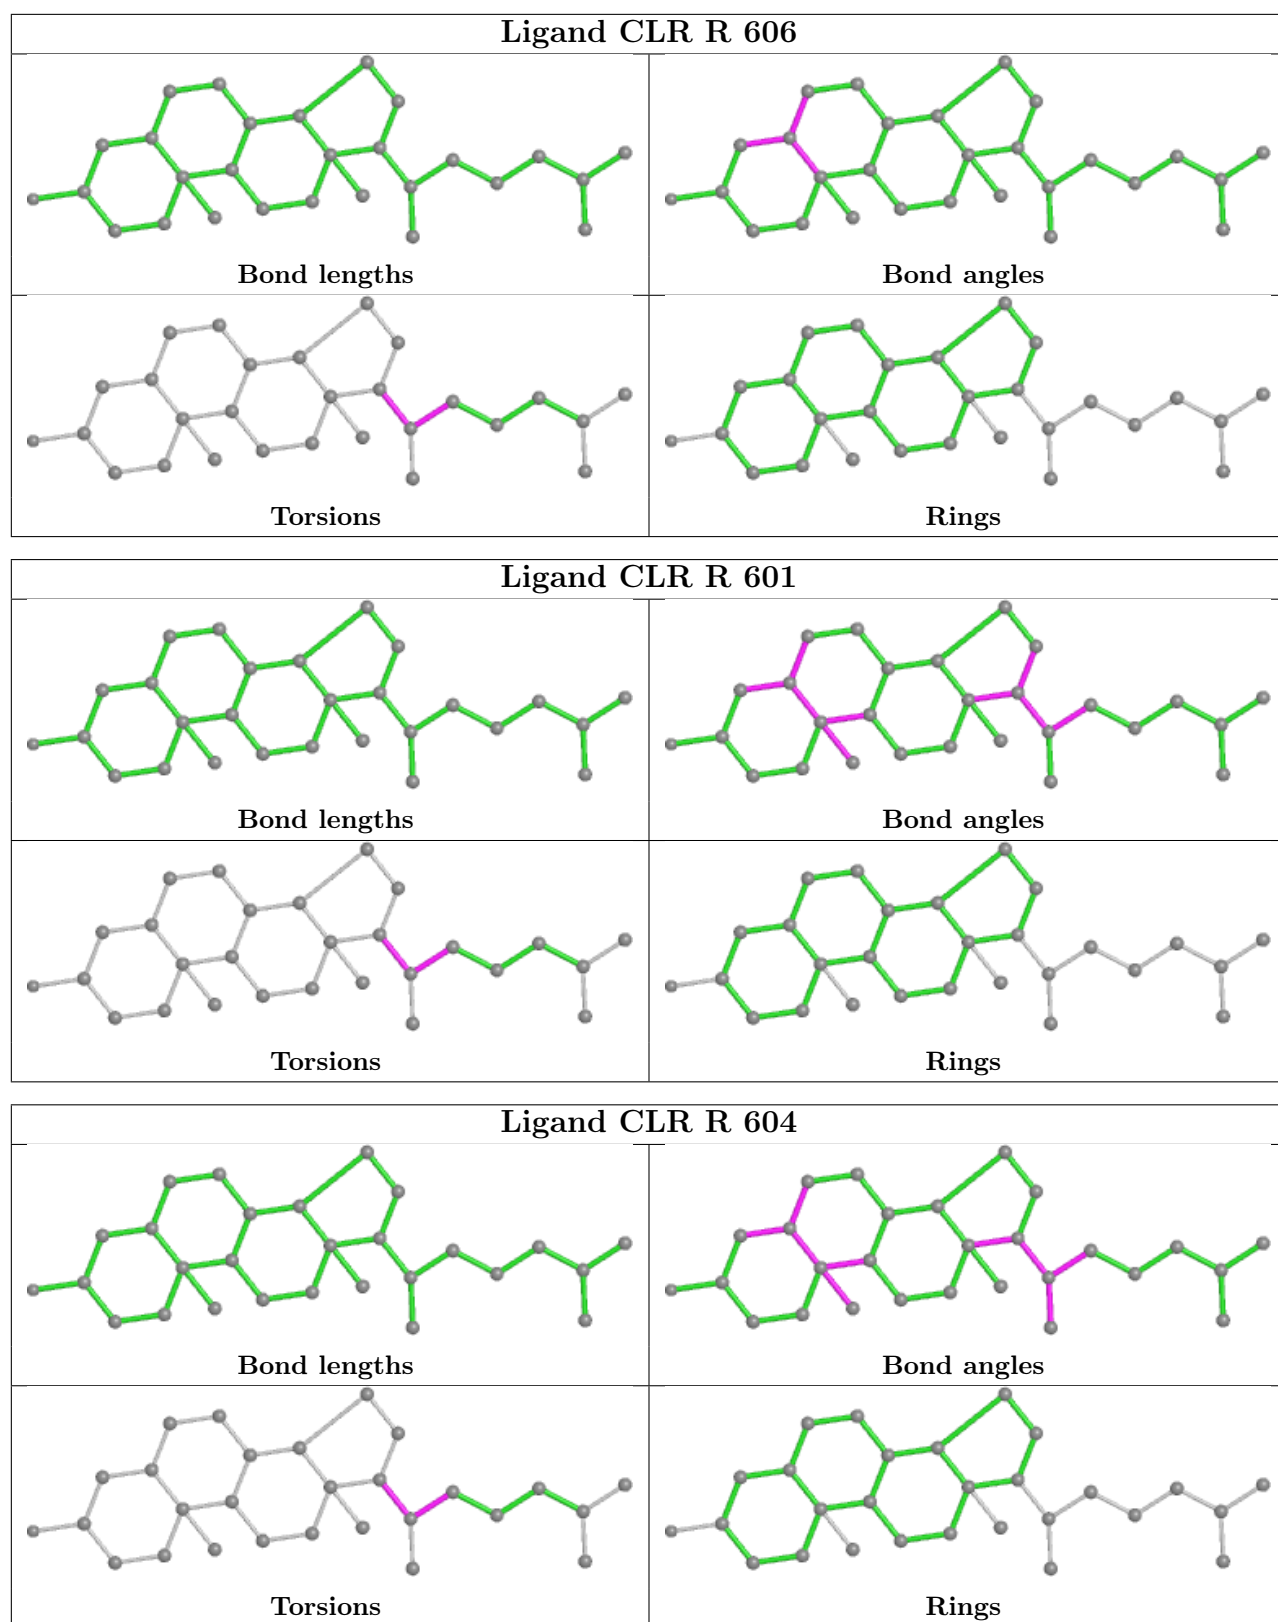 Ligand CLR R 606
Bond lengths
Bond angles
Torsions
Rings
Ligand CLR R 601
Bond lengths
Bond angles
Torsions
Rings
Ligand CLR R 604
Bond lengths
Bond angles
Torsions
Rings